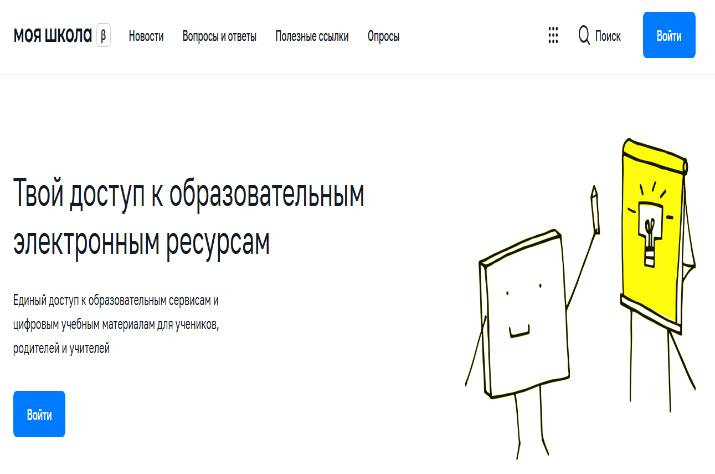 МОЯ ШКОЛА β Новости Вопросы и ответы Полезные ссылки Опросы Поиск Войти
Твой доступ к образовательным
электронным ресурсам
Единый доступ к образовательным сервисам и
цифровым учебным материалам для учеников,
родителей и учителей
Войти